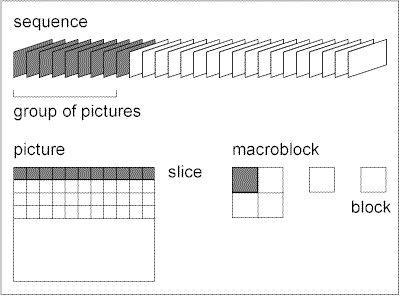 sequence
group of pictures
picture
slice
macroblock
block